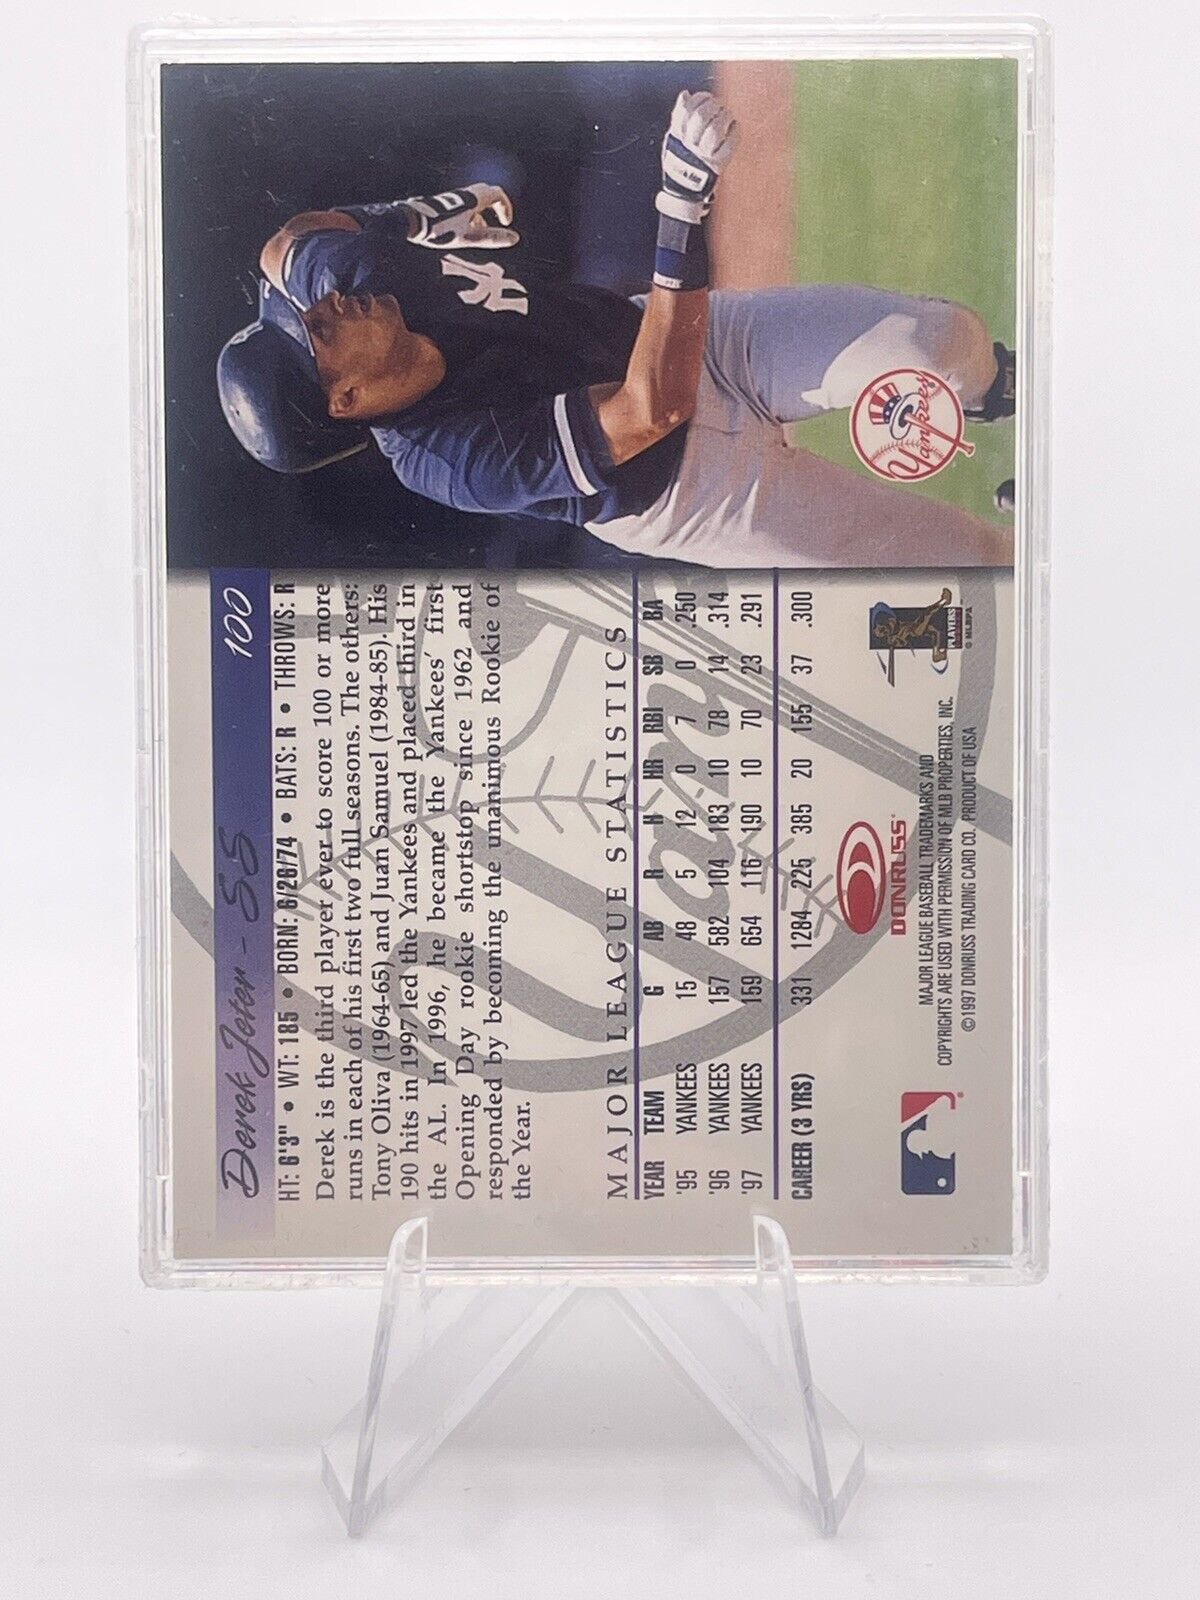 Derek Jeter - SS 100
HT: 6'3" • WT: 185 • BORN: 6/26/74 • BATS: R • THROWS: R
Derek is the third player ever to score 100 or more
runs in each of his first two full seasons. The others:
Tony Oliva (1964-65) and Juan Samuel (1984-85). His
190 hits in 1997 led the Yankees and placed third in
the AL. In 1996, he became the Yankees' first
Opening Day rookie shortstop since 1962 and
responded by becoming the unanimous Rookie of
the Year.
MAJOR LEAGUE STATISTICS
YEAR TEAM G AB R H HR RBI SB BA
'95 YANKEES 15 48 5 12 0 7 0 .250
'96 YANKEES 157 582 104 183 10 78 14 .314
'97 YANKEES 159 654 116 190 10 70 23 .291
CAREER (3 YRS) 331 1284 225 385 20 155 37 .300
DONRUSS
MAJOR LEAGUE BASEBALL TRADEMARKS AND
COPYRIGHTS ARE USED WITH PERMISSION OF MLB PROPERTIES, INC.
©1997 DONRUSS TRADING CARD CO. PRODUCT OF USA
PLAYERS
© MLBPA
Yankees
NY
Yankees